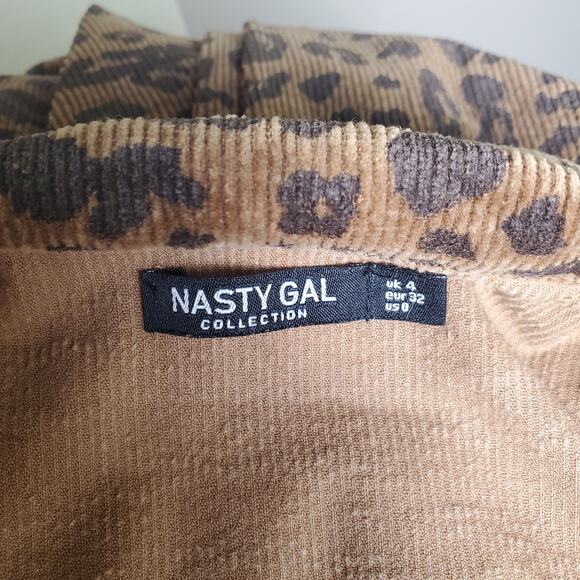 NASTY GAL
COLLECTION
uk 4
eur 32
us 0